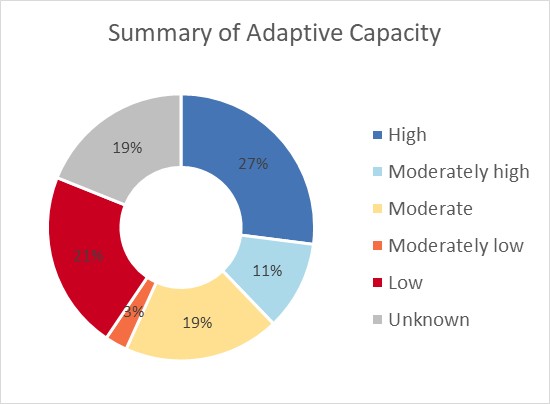 Summary of Adaptive Capacity
27%
11%
19%
3%
21%
19%
High
Moderately high
Moderate
Moderately low
Low
Unknown